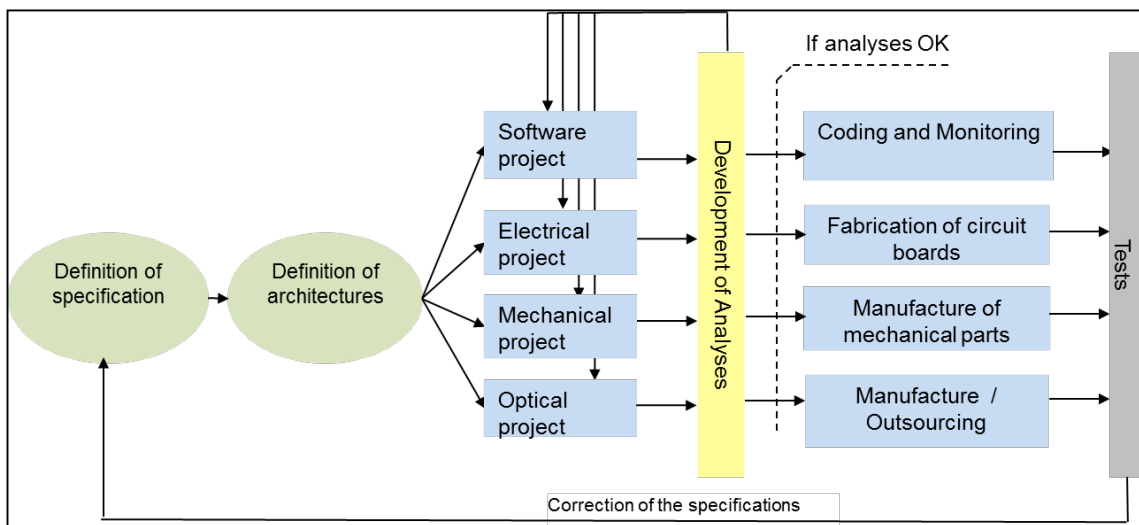 If analyses OK
Software
project
Coding and Monitoring
Electrical
project
Fabrication of circuit
boards
Definition of
specification
Definition of
architectures
Development of Analyses
Tests
Mechanical
project
Manufacture of
mechanical parts
Optical
project
Manufacture /
Outsourcing
Correction of the specifications